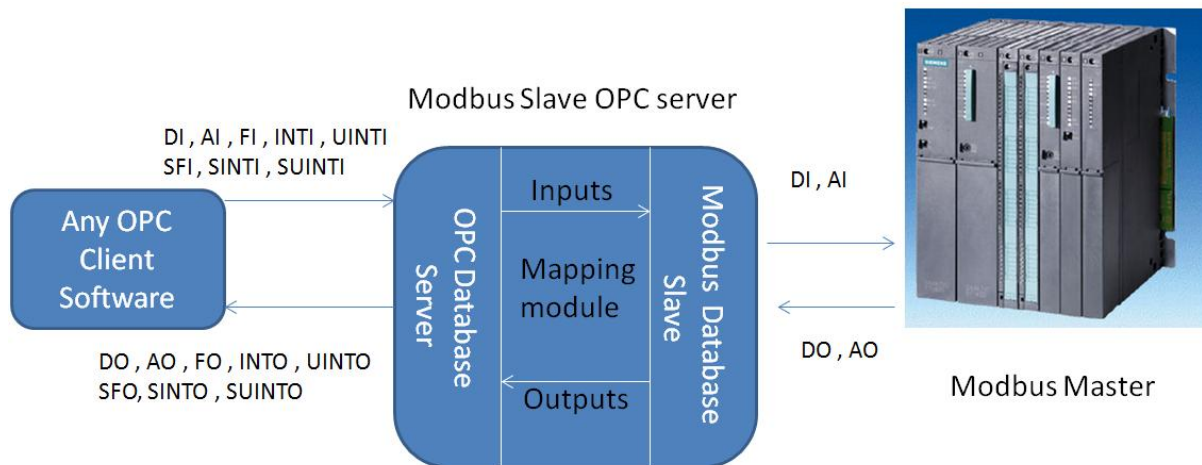 Modbus Slave OPC server
DI , AI , FI , INTI , UINTI
SFI , SINTI , SUINTI
Any OPC
Client
Software
DO , AO , FO , INTO , UINTO
SFO, SINTO , SUINTO
OPC Database
Server
Inputs
Mapping
module
Outputs
Modbus Database
Slave
DI , AI
DO , AO
SIEMENS
Modbus Master